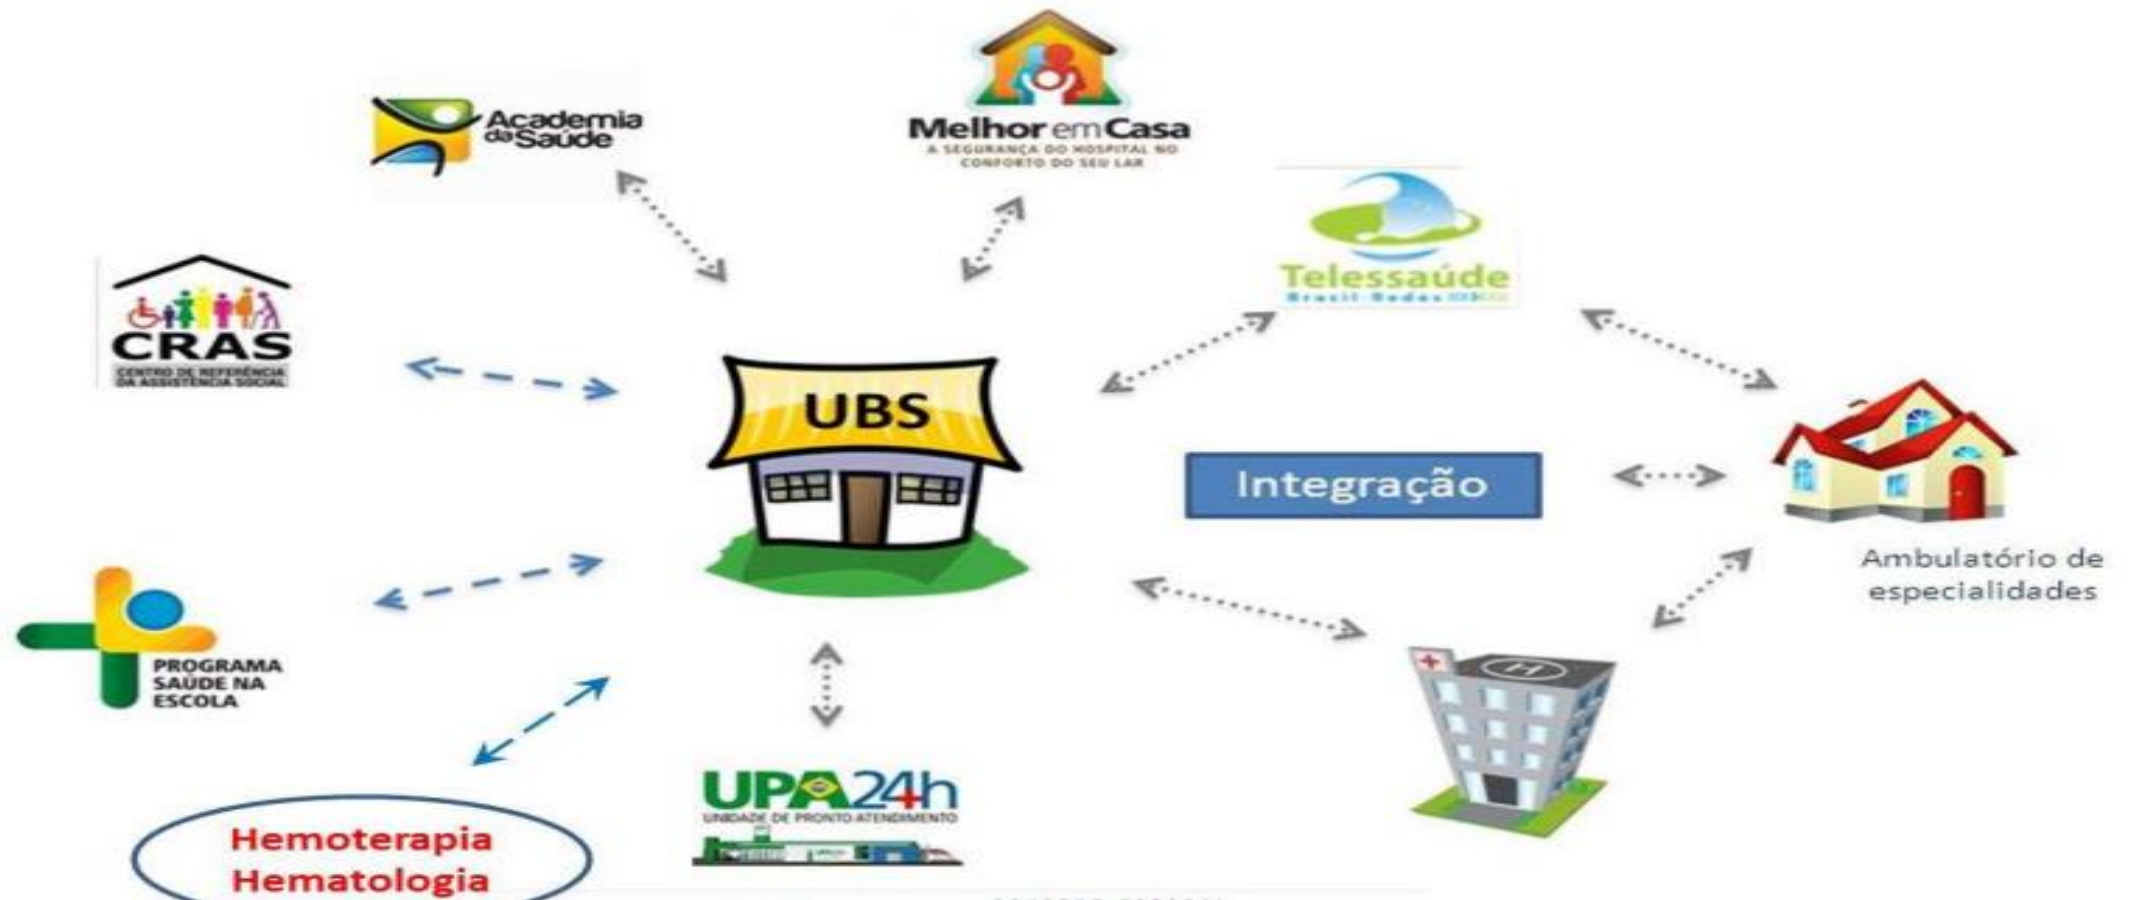 Melhor em Casa
A SEGURANÇA DO HOSPITAL NO
CONFORTO DO SEU LAR
Academia
da Saúde
Telessaúde
Brasil Redes
CRAS
CENTRO DE REFERÊNCIA
DA ASSISTÊNCIA SOCIAL
UBS
Integração
Ambulatório de
especialidades
H
PROGRAMA
SAÚDE NA
ESCOLA
UPA24h
UNIDADE DE PRONTO ATENDIMENTO
Hemoterapia
Hematologia